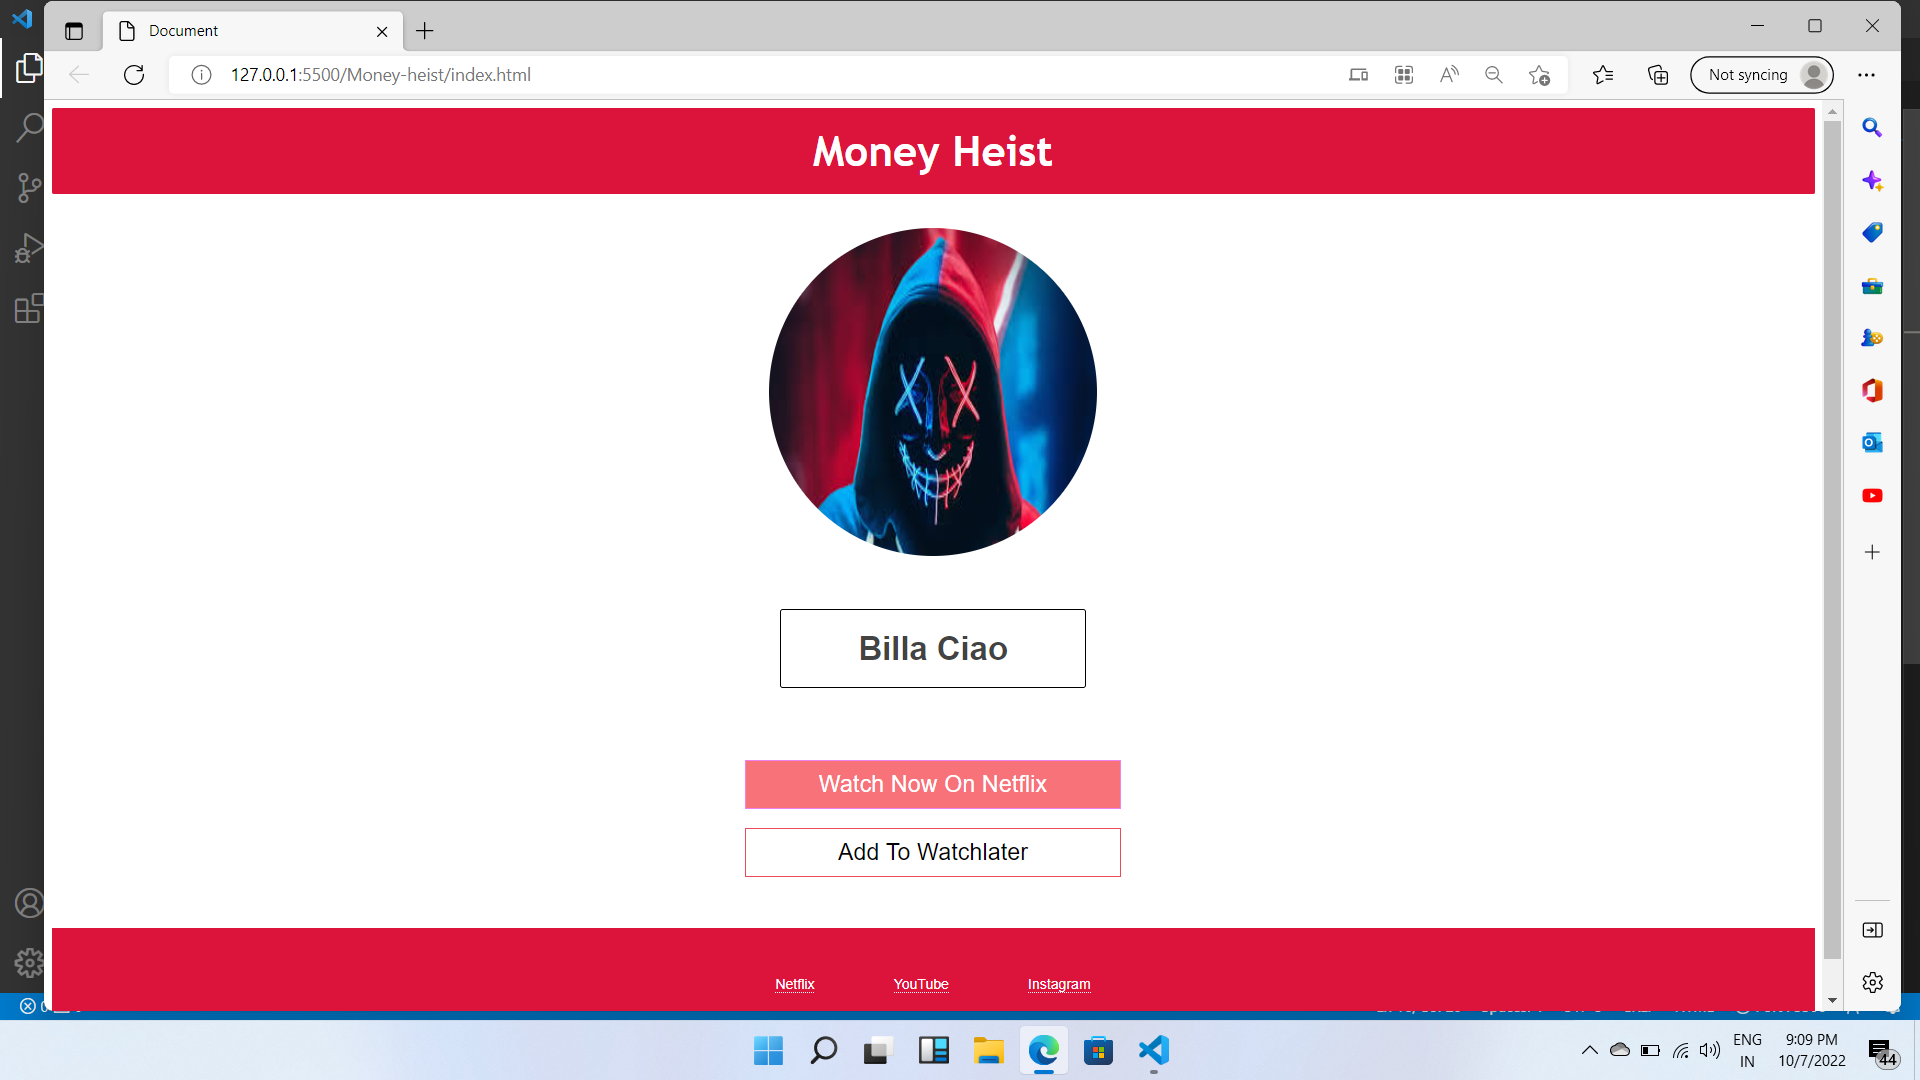 Document
127.0.0.1:5500/Money-heist/index.html
Not syncing
Money Heist
Billa Ciao
Watch Now On Netflix
Add To Watchlater
Netflix YouTube Instagram
ENG
IN
9:09 PM
10/7/2022
44